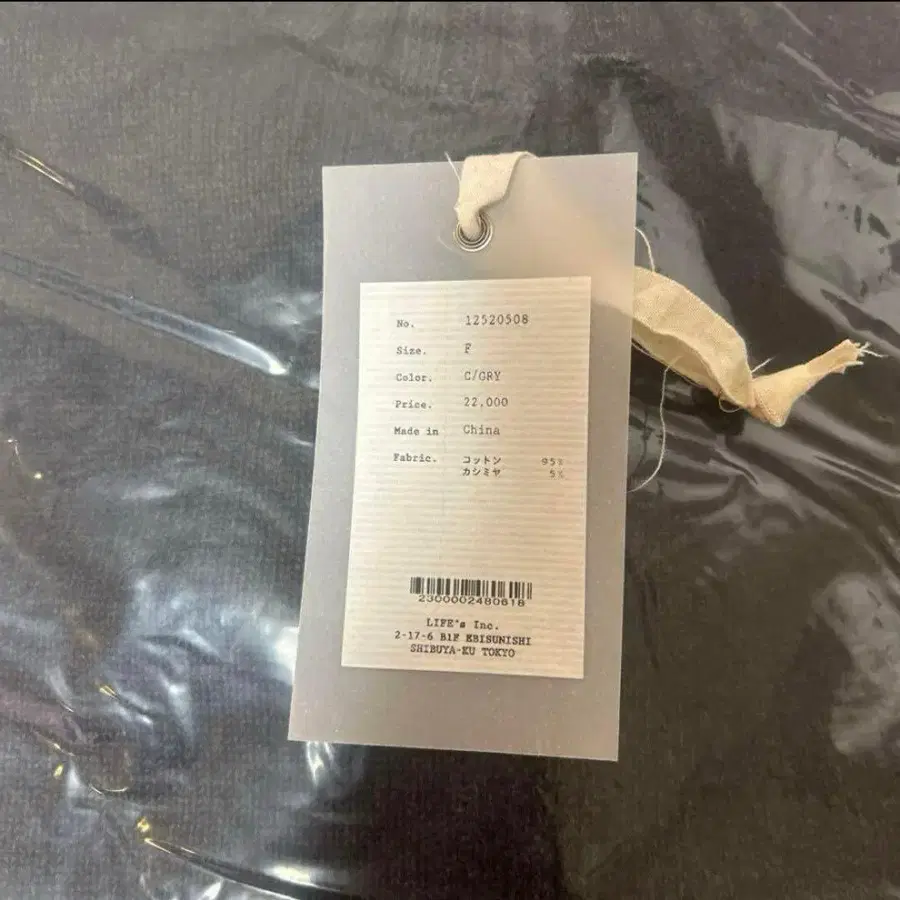 No. 12520508
Size. F
Color. C/GRY
Price. 22,000
Made in China
Fabric. コットン 95%
カシミヤ 5%
2300002480618
LIFE's Inc.
2-17-6 B1F EBISUNISHI
SHIBUYA-KU TOKYO